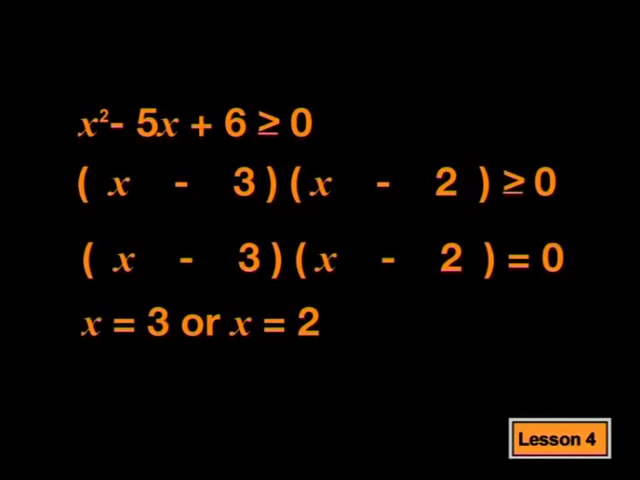 x²- 5x + 6 ≥ 0
( x - 3 ) ( x - 2 ) ≥ 0
( x - 3 ) ( x - 2 ) = 0
x = 3 or x = 2
Lesson 4